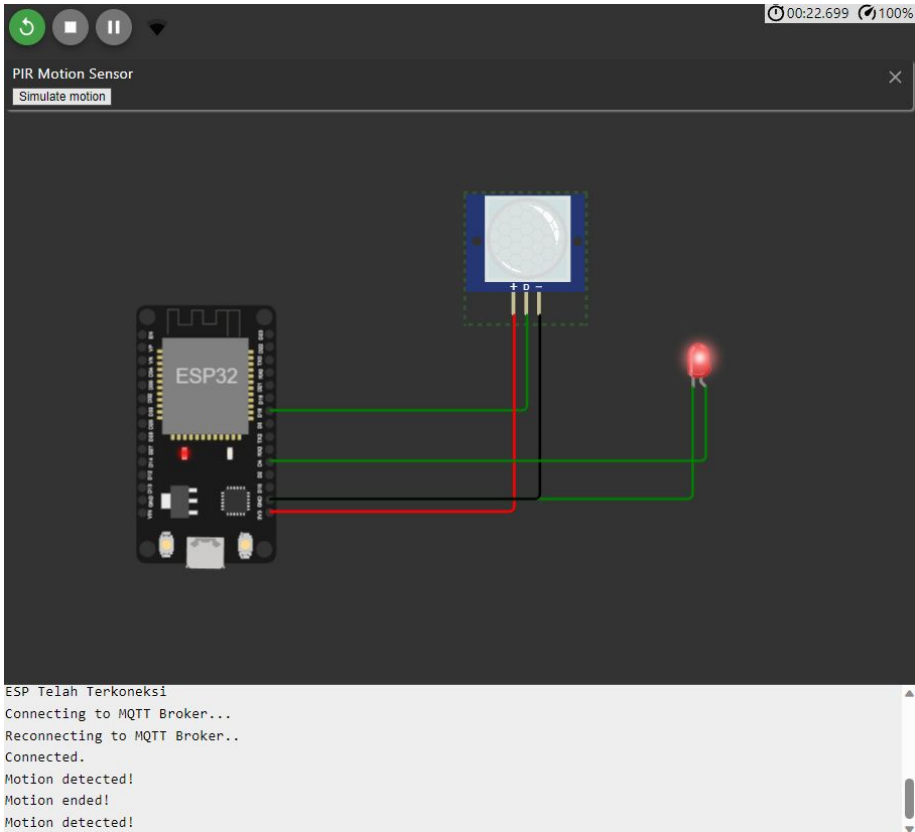 00:22.699 100%
PIR Motion Sensor
Simulate motion
+ D −
ESP32
ESP Telah Terkoneksi
Connecting to MQTT Broker...
Reconnecting to MQTT Broker..
Connected.
Motion detected!
Motion ended!
Motion detected!